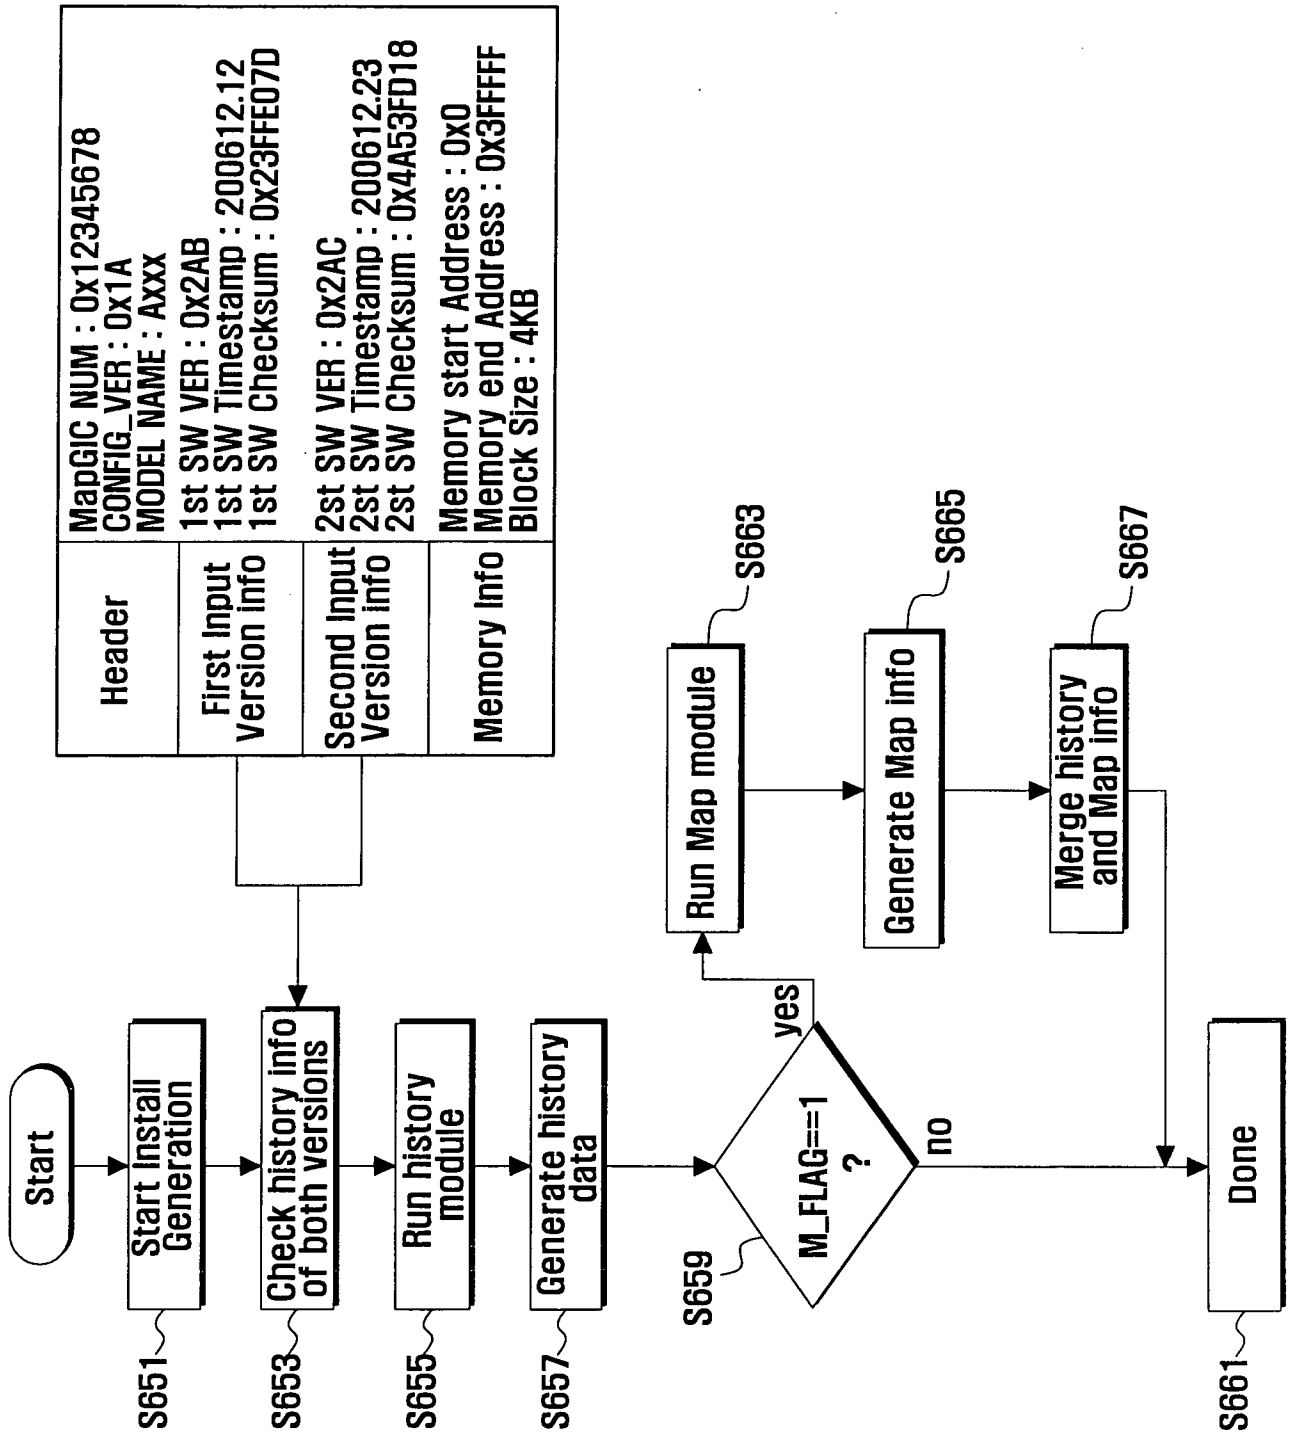 Start
S651
Start Install
Generation
S653
Check history info
of both versions
S655
Run history
module
S657
Generate history
data
S659
M_FLAG==1
?
yes
no
S661
Done
S663
Run Map module
S665
Generate Map info
S667
Merge history
and Map info
Header
MapGIC NUM : 0x12345678
CONFIG_VER : 0x1A
MODEL NAME : Axxx
First Input
Version info
1st SW VER : 0x2AB
1st SW Timestamp : 200612.12
1st SW Checksum : 0x23FFE07D
Second Input
Version info
2st SW VER : 0x2AC
2st SW Timestamp : 200612.23
2st SW Checksum : 0x4A53FD18
Memory Info
Memory start Address : 0x0
Memory end Address : 0x3FFFFF
Block Size : 4KB